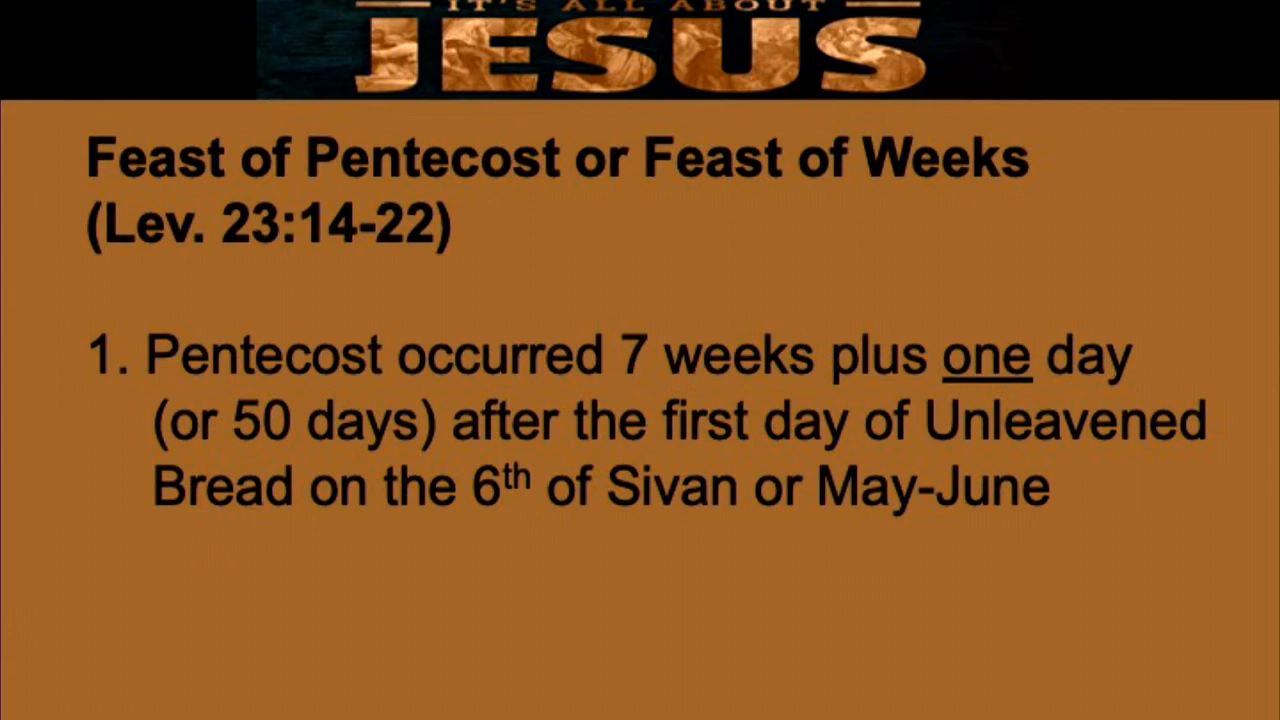 IT'S ALL ABOUT
JESUS
Feast of Pentecost or Feast of Weeks
(Lev. 23:14-22)
1. Pentecost occurred 7 weeks plus one day
(or 50 days) after the first day of Unleavened
Bread on the 6th of Sivan or May-June